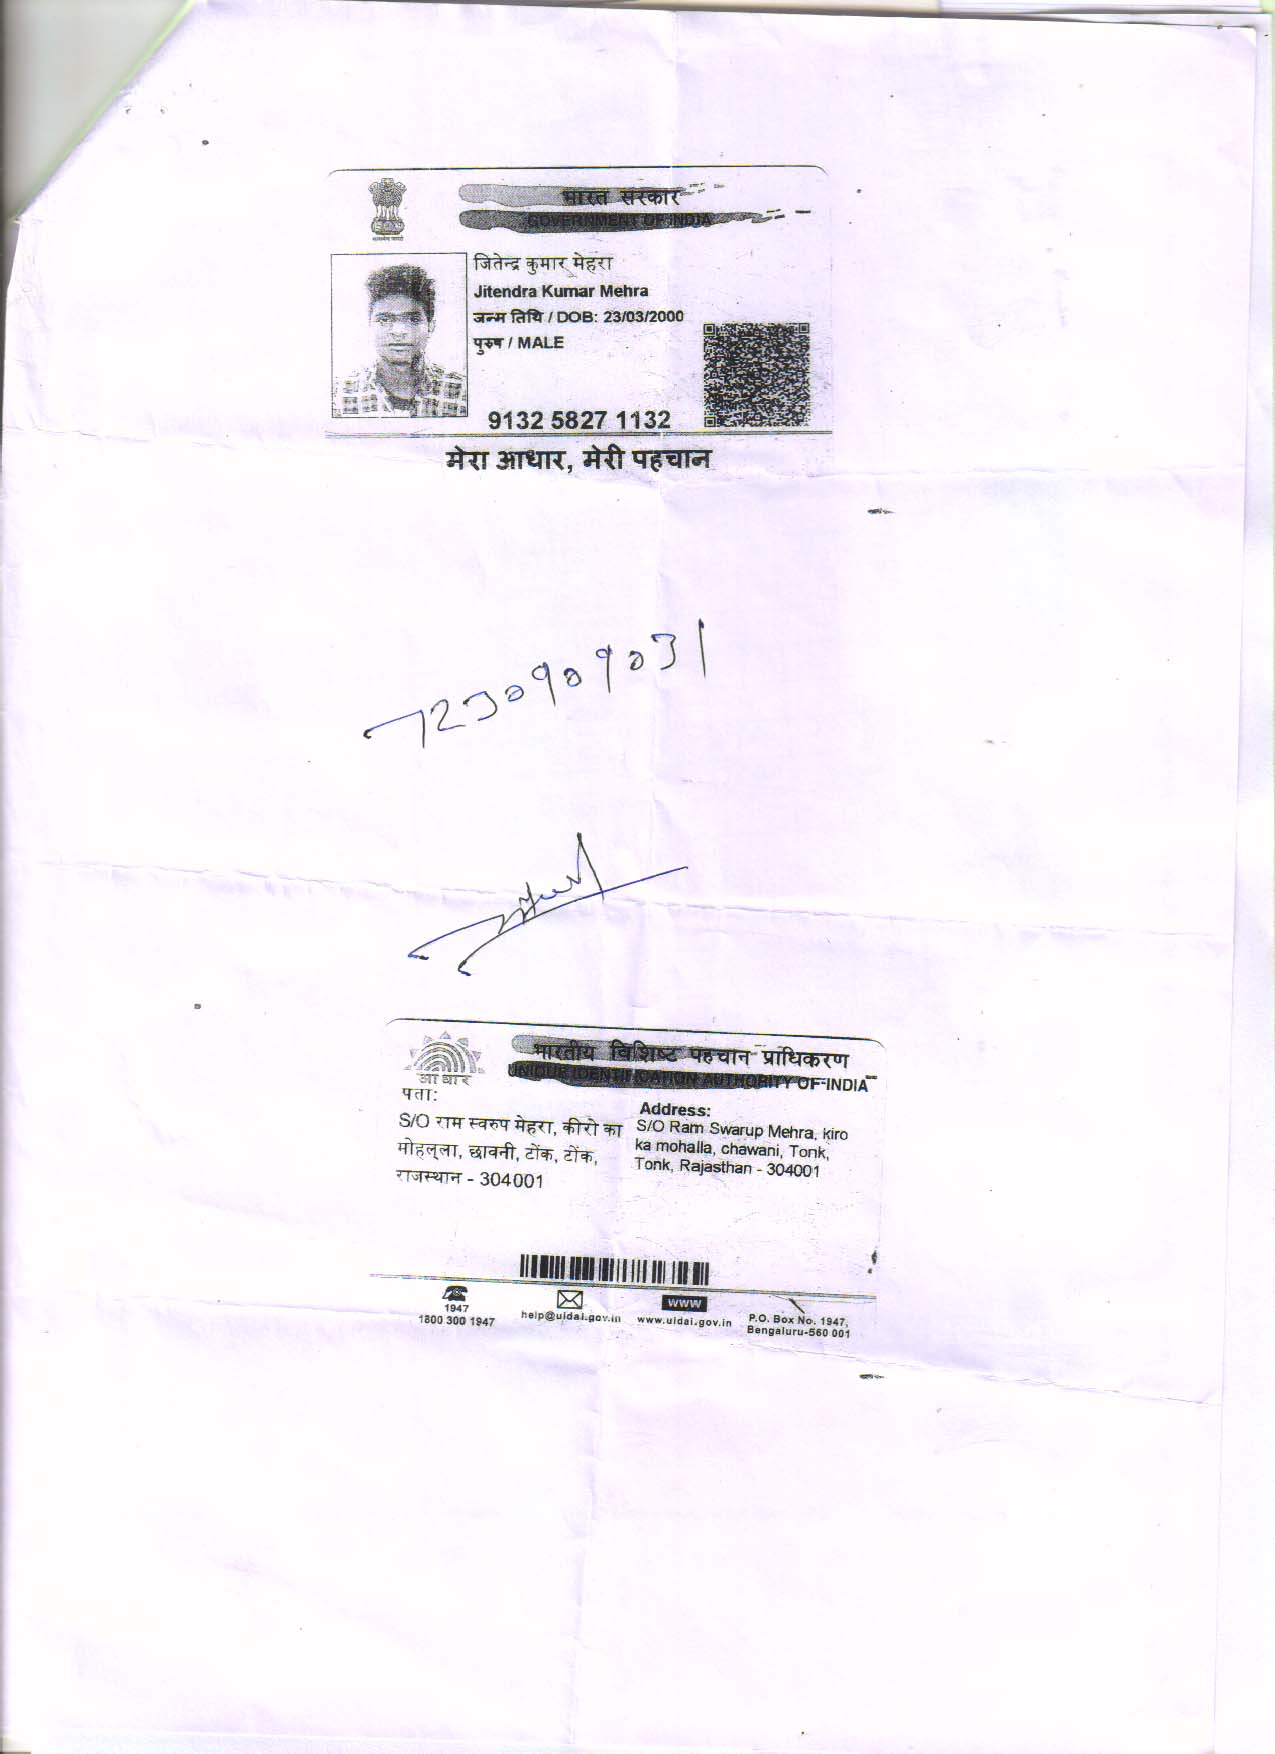 भारत सरकार
GOVERNMENT OF INDIA
जितेन्द्र कुमार मेहरा
Jitendra Kumar Mehra
जन्म तिथि / DOB: 23/03/2000
पुरुष / MALE
9132 5827 1132
मेरा आधार, मेरी पहचान
7230909031
भारतीय विशिष्ट पहचान प्राधिकरण
UNIQUE IDENTIFICATION AUTHORITY OF INDIA
आधार
पता:
S/O राम स्वरुप मेहरा, कीरो का
मोहल्ला, छावनी, टोंक, टोंक,
राजस्थान - 304001
Address:
S/O Ram Swarup Mehra, kiro
ka mohalla, chawani, Tonk,
Tonk, Rajasthan - 304001
1947
1800 300 1947
help@uidai.gov.in
www
www.uidai.gov.in
P.O. Box No. 1947,
Bengaluru-560 001